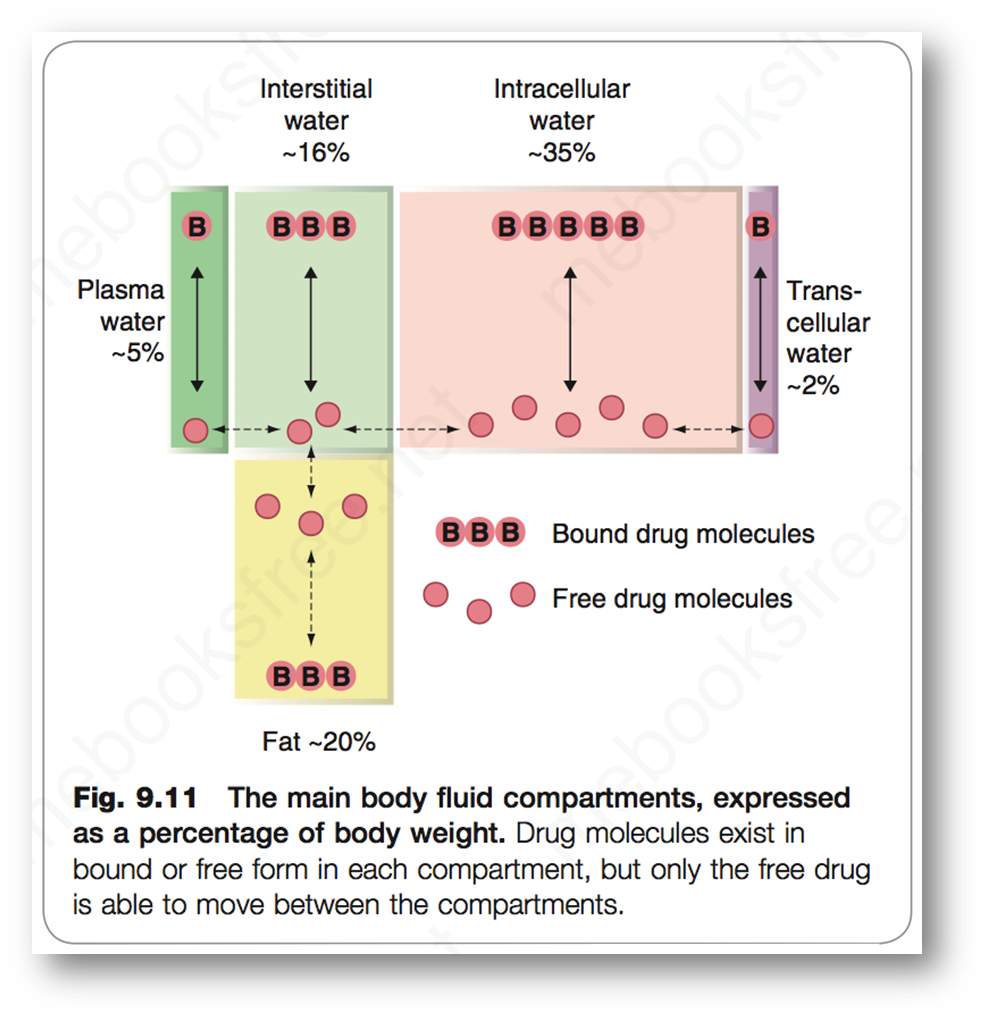 Interstitial
water
~16%
Intracellular
water
~35%
B
BBB
BBBBB
B
Plasma
water
~5%
Trans-
cellular
water
~2%
BBB
Bound drug molecules
Free drug molecules
BBB
Fat ~20%
Fig. 9.11 The main body fluid compartments, expressed
as a percentage of body weight. Drug molecules exist in
bound or free form in each compartment, but only the free drug
is able to move between the compartments.
mebooksfree.net